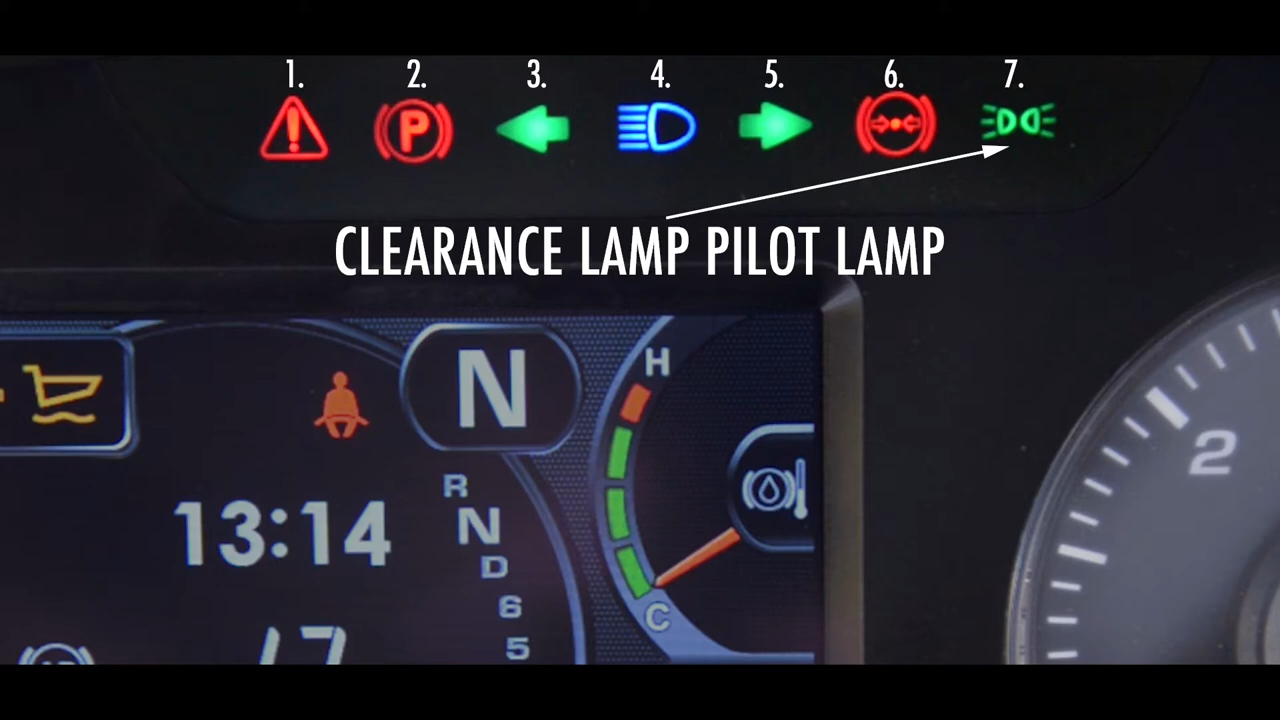 1. 2. 3. 4. 5. 6. 7.
P
CLEARANCE LAMP PILOT LAMP
H
N
2
R
13:14
N
D
6
C
5